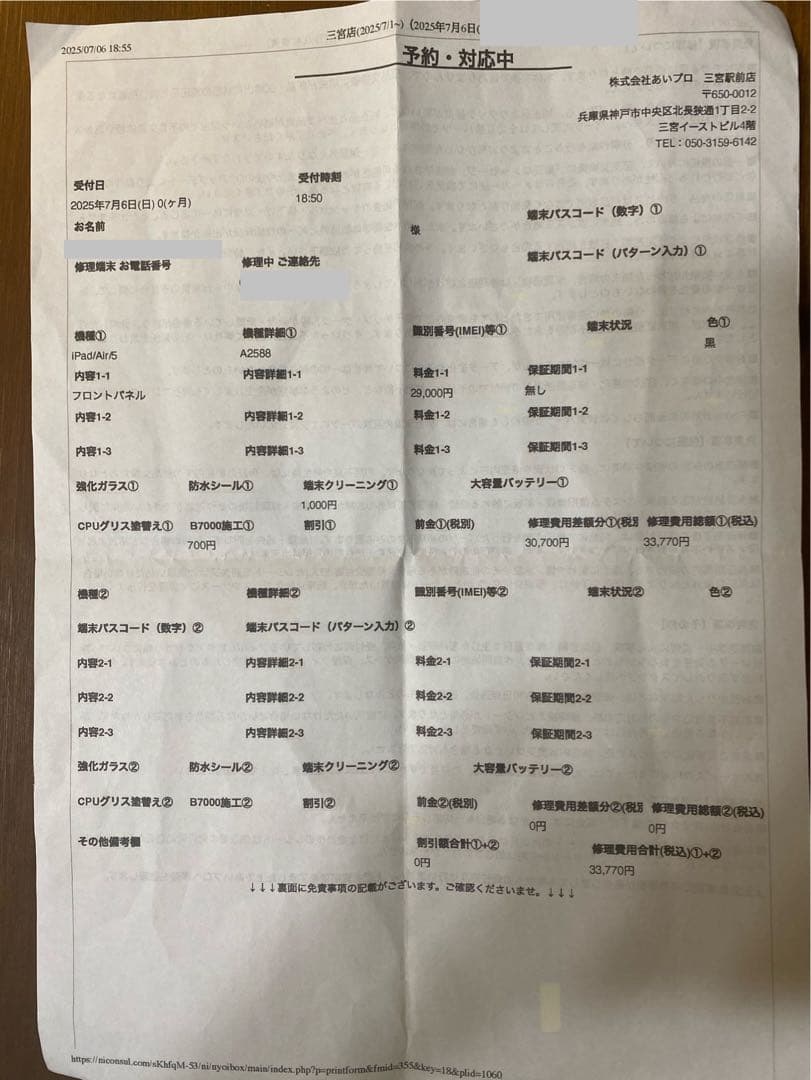 2025/07/06 18:55
三宮店(2025/7/1~) (2025年7月6日(
予約・対応中
株式会社あいプロ 三宮駅前店
〒650-0012
兵庫県神戸市中央区北長狭通1丁目2-2
三宮イーストビル4階
TEL：050-3159-6142
受付日 受付時刻
2025年7月6日(日) 0(ヶ月) 18:50
お名前 様 端末パスコード（数字）①
修理端末 お電話番号 修理中 ご連絡先 端末パスコード（パターン入力）①
機種① 機種詳細① 識別番号(IMEI)等① 端末状況 色①
iPad/Air/5 A2588 黒
内容1-1 内容詳細1-1 料金1-1 保証期間1-1
フロントパネル 29,000円 無し
内容1-2 内容詳細1-2 料金1-2 保証期間1-2
内容1-3 内容詳細1-3 料金1-3 保証期間1-3
強化ガラス① 防水シール① 端末クリーニング① 大容量バッテリー①
1,000円
CPUグリス塗替え① B7000施工① 割引① 前金①(税別) 修理費用差額分①(税別 修理費用総額①(税込)
700円 30,700円 33,770円
機種② 機種詳細② 識別番号(IMEI)等② 端末状況② 色②
端末パスコード（数字）② 端末パスコード（パターン入力）②
内容2-1 内容詳細2-1 料金2-1 保証期間2-1
内容2-2 内容詳細2-2 料金2-2 保証期間2-2
内容2-3 内容詳細2-3 料金2-3 保証期間2-3
強化ガラス② 防水シール② 端末クリーニング② 大容量バッテリー②
CPUグリス塗替え② B7000施工② 割引② 前金②(税別) 修理費用差額分②(税別 修理費用総額②(税込)
0円 0円
その他備考欄 割引額合計①+② 修理費用合計(税込)①+②
0円 33,770円
↓↓↓裏面に免責事項の記載がございます。ご確認くださいませ。↓↓↓
https://niconsul.com/sKhfqM-53/ni/nyoibox/main/index.php?p=printform&fmid=355&key=18&plid=1060